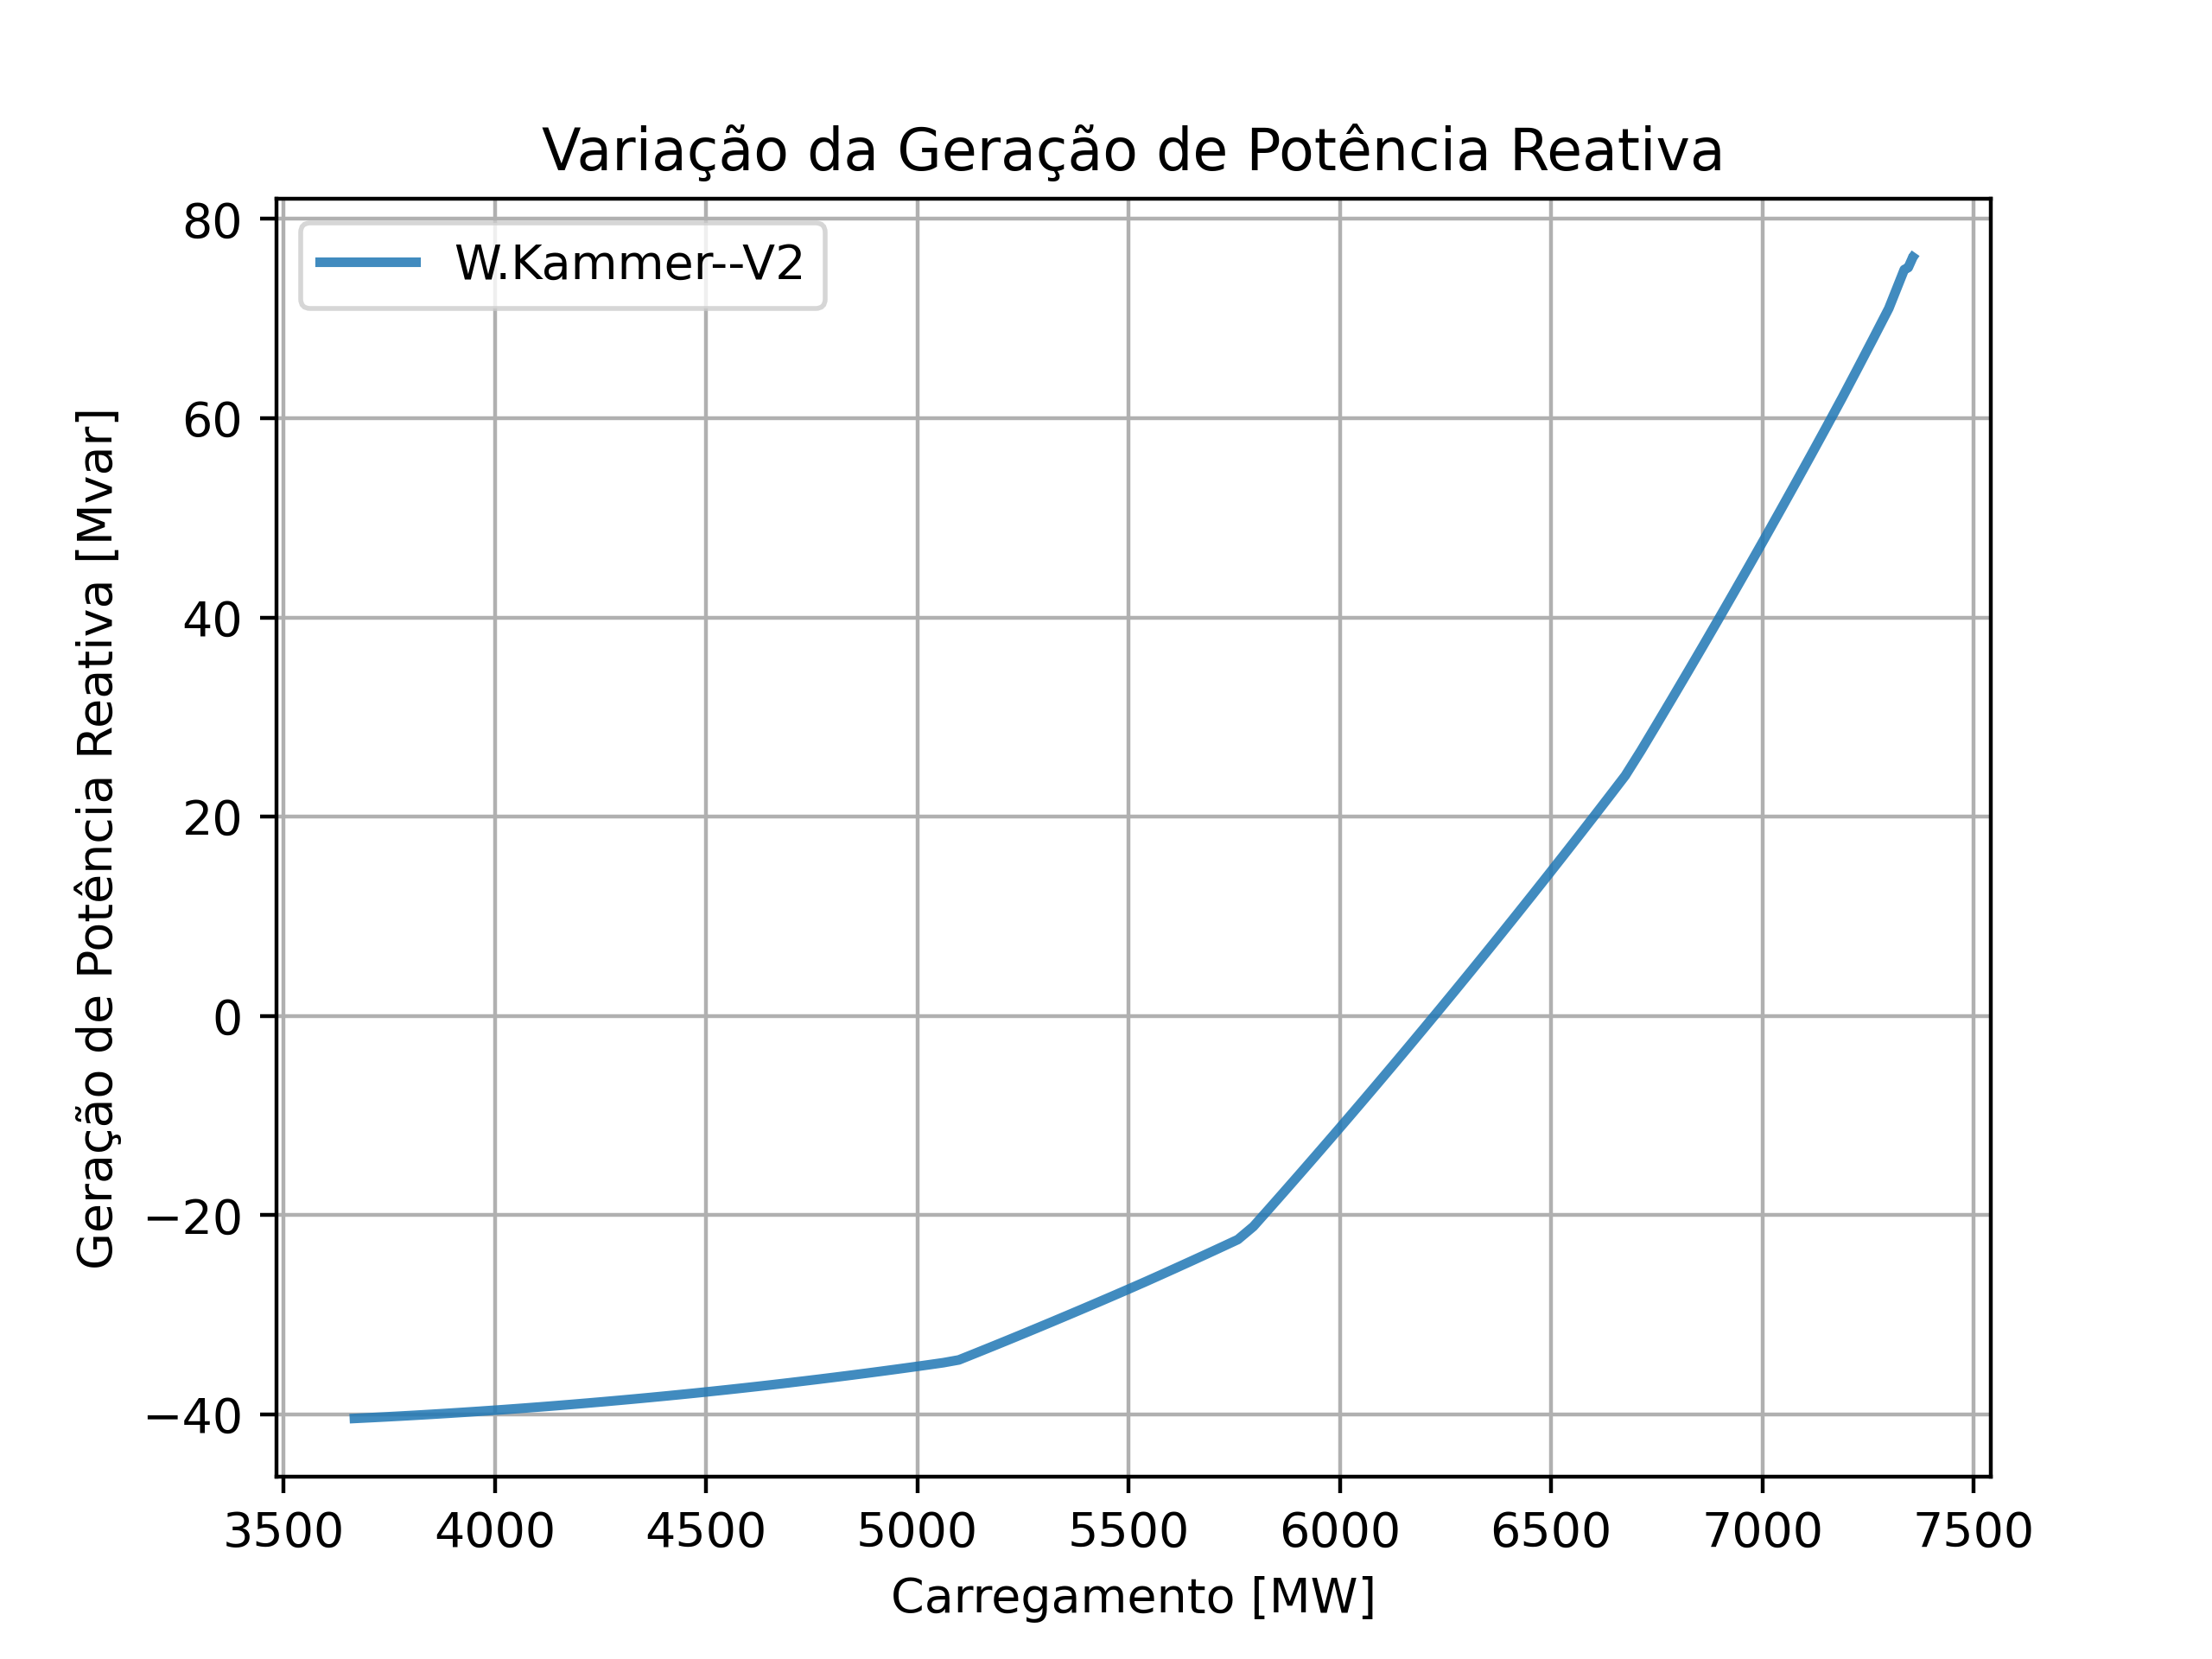 Variação da Geração de Potência Reativa
W.Kammer--V2
Geração de Potência Reativa [Mvar]
80
60
40
20
0
−20
−40
3500 4000 4500 5000 5500 6000 6500 7000 7500
Carregamento [MW]